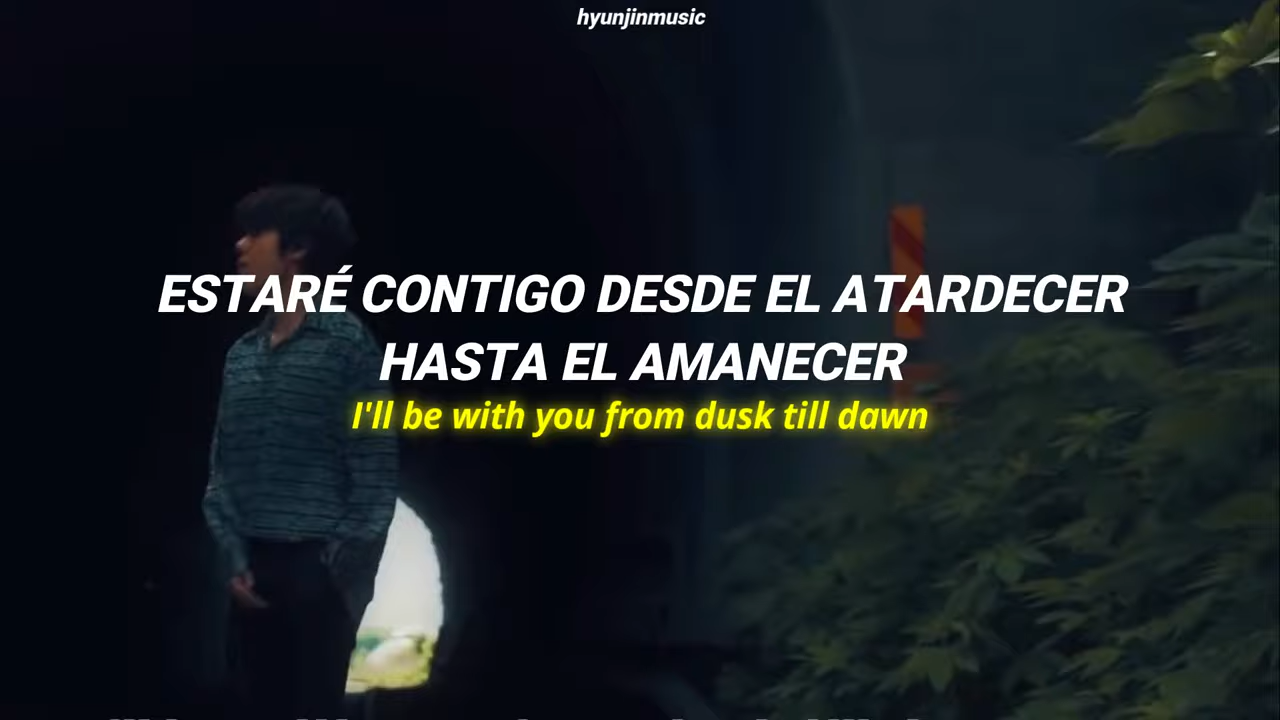 hyunjinmusic
ESTARÉ CONTIGO DESDE EL ATARDECER
HASTA EL AMANECER
I'll be with you from dusk till dawn